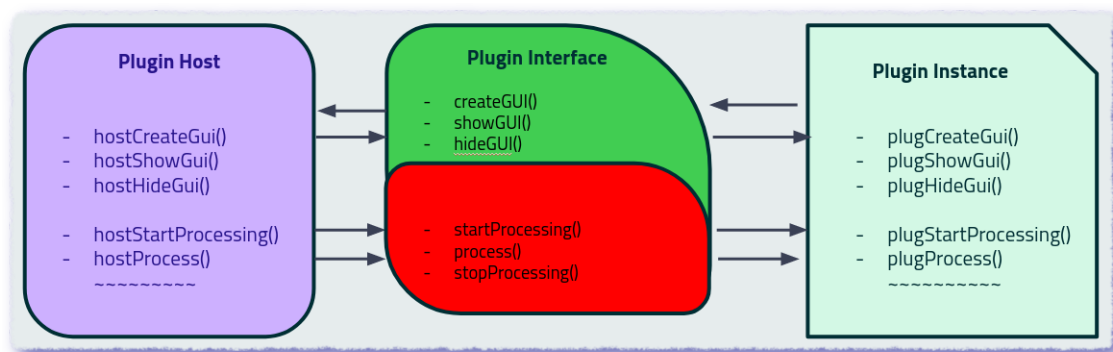 Plugin Host
- hostCreateGui()
- hostShowGui()
- hostHideGui()
- hostStartProcessing()
- hostProcess()
~~~~~~~~~
Plugin Interface
- createGUI()
- showGUI()
- hideGUI()
- startProcessing()
- process()
- stopProcessing()
Plugin Instance
- plugCreateGui()
- plugShowGui()
- plugHideGui()
- plugStartProcessing()
- plugProcess()
~~~~~~~~~~